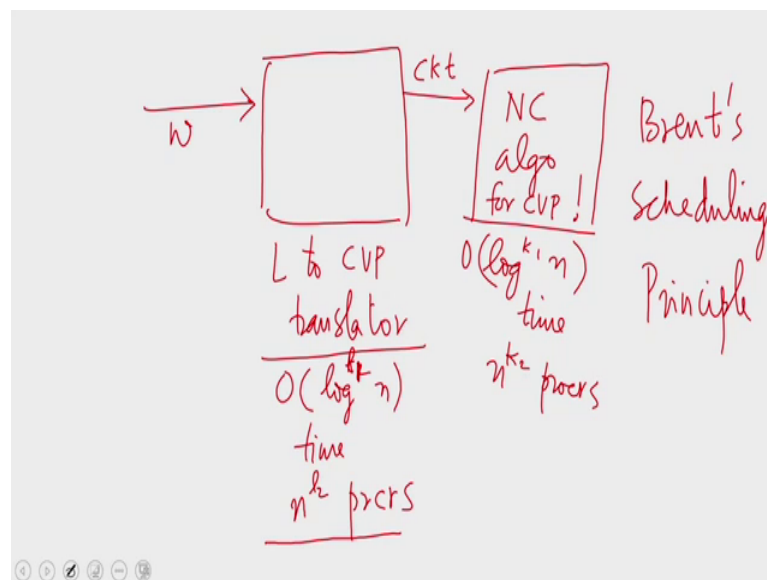 w
Ckt
L to CVP
translator
O(log^k n)
time
n^k2 prcrs
NC
algo
for CVP !
O(log^k1 n)
time
n^k2 prcrs
Brent's
Scheduling
Principle